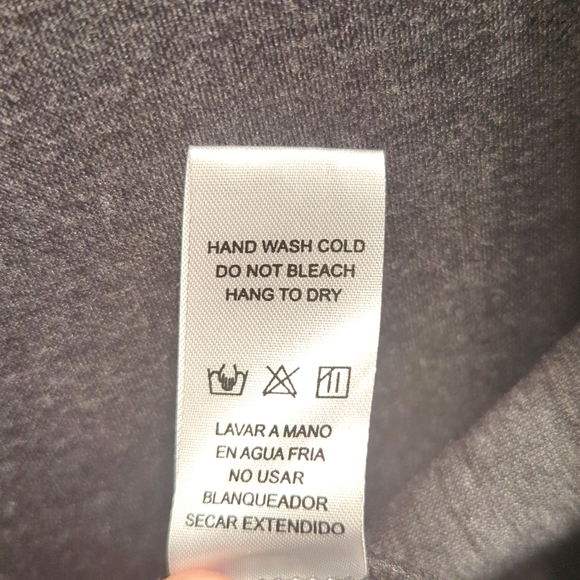 HAND WASH COLD
DO NOT BLEACH
HANG TO DRY
LAVAR A MANO
EN AGUA FRIA
NO USAR
BLANQUEADOR
SECAR EXTENDIDO